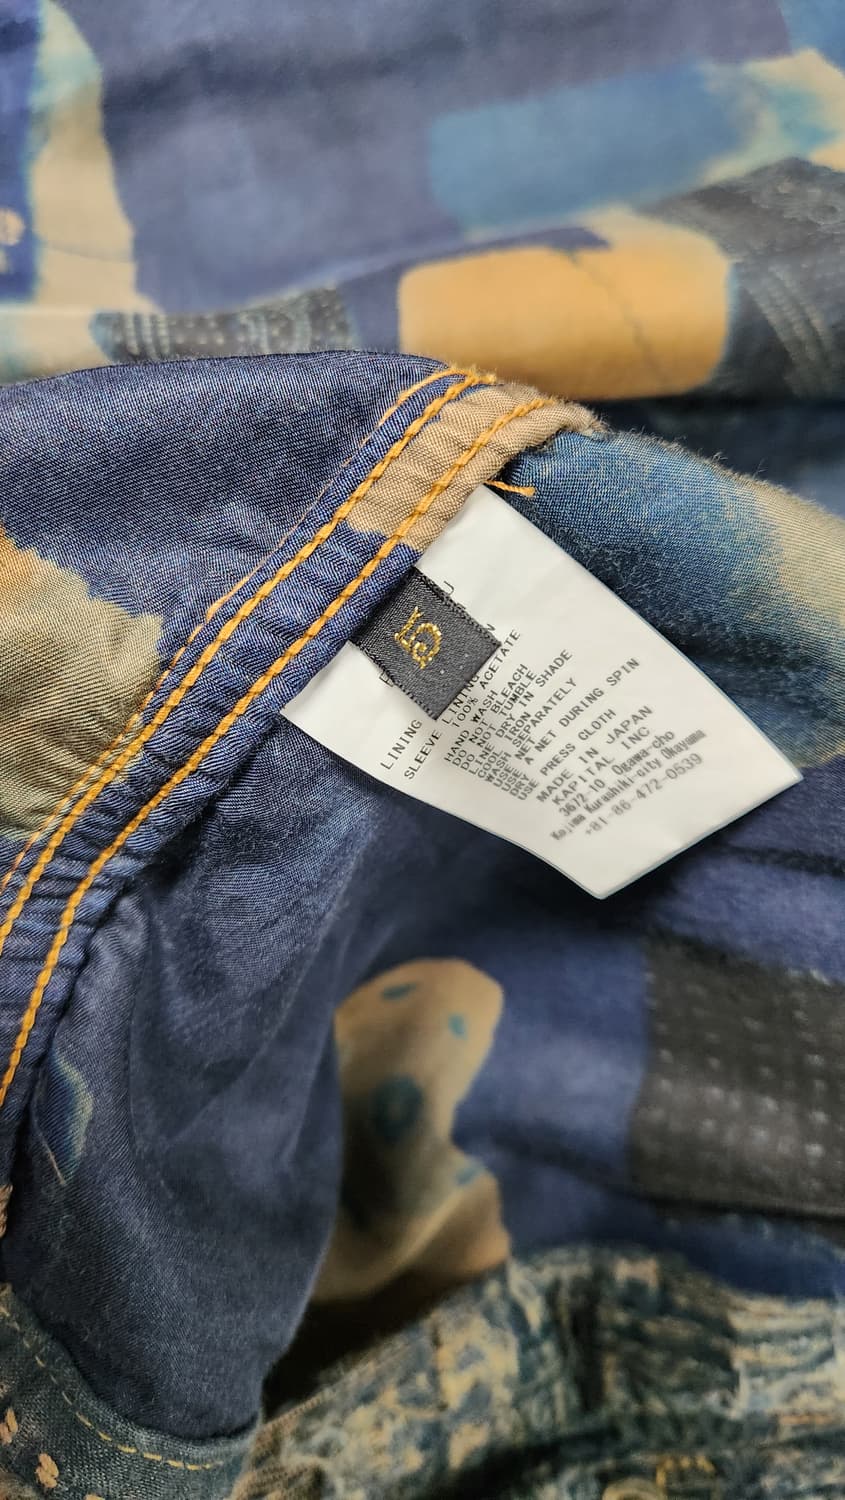 5
LINING
SLEEVE LINING
100% ACETATE
HAND WASH
DO NOT BLEACH
DO NOT TUMBLE
LINE DRY IN SHADE
COOL IRON
WASH SEPARATELY
USE A NET DURING SPIN
DRY
USE PRESS CLOTH
MADE IN JAPAN
KAPITAL INC
3672-10 Ogawa-cho
Kojima Kurashiki-city Okayama
+81-86-472-0539